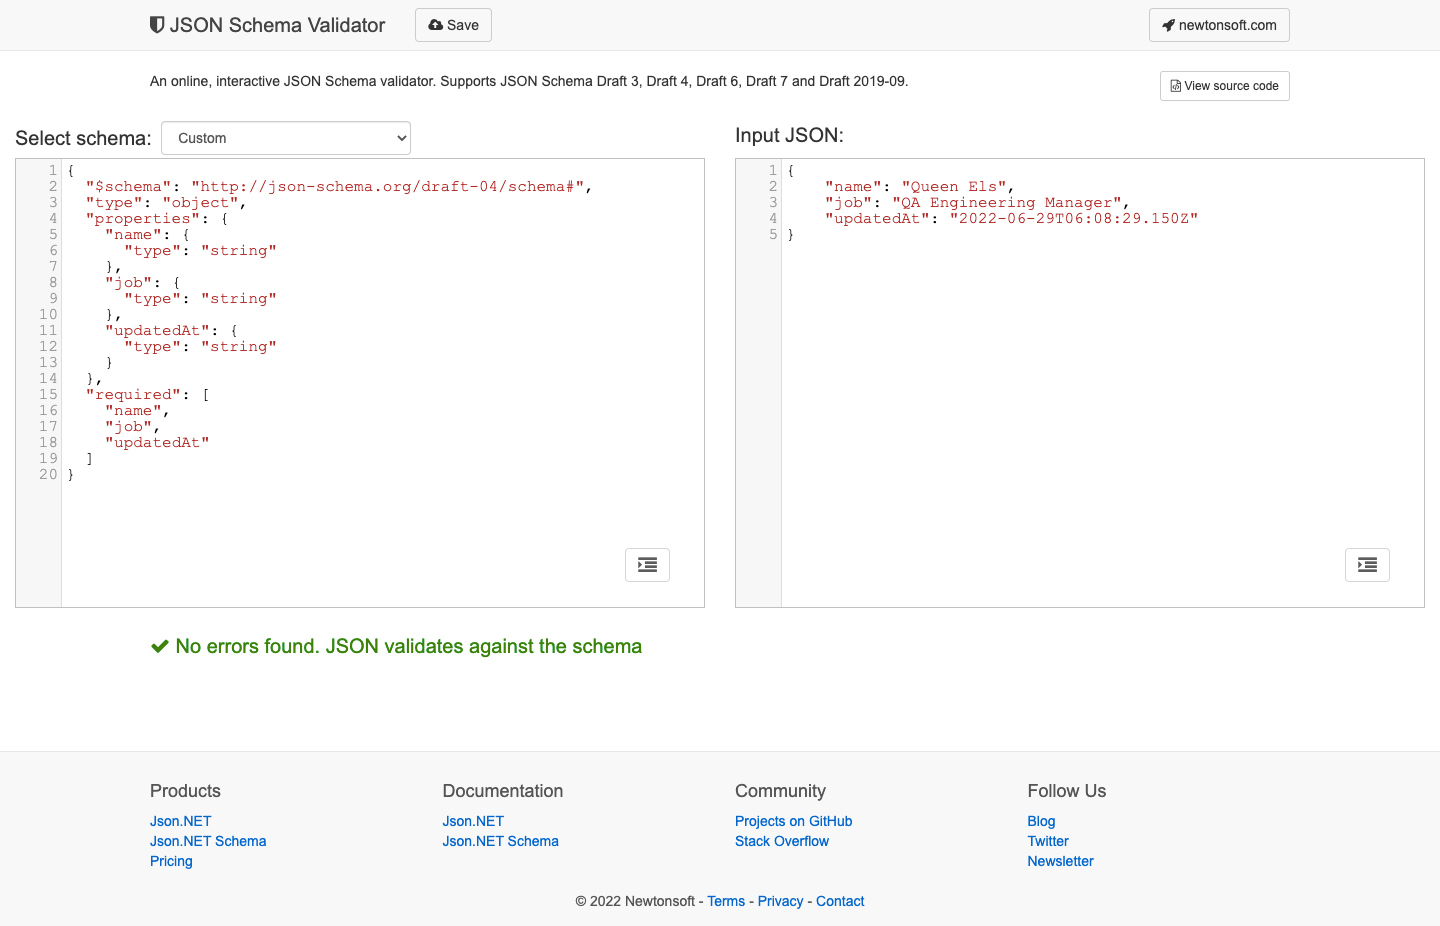 JSON Schema Validator
Save
newtonsoft.com
An online, interactive JSON Schema validator. Supports JSON Schema Draft 3, Draft 4, Draft 6, Draft 7 and Draft 2019-09.
View source code
Select schema:
Custom
1 {
2   "$schema": "http://json-schema.org/draft-04/schema#",
3   "type": "object",
4   "properties": {
5     "name": {
6       "type": "string"
7     },
8     "job": {
9       "type": "string"
10     },
11     "updatedAt": {
12       "type": "string"
13     }
14   },
15   "required": [
16     "name",
17     "job",
18     "updatedAt"
19   ]
20 }
Input JSON:
1 {
2     "name": "Queen Els",
3     "job": "QA Engineering Manager",
4     "updatedAt": "2022-06-29T06:08:29.150Z"
5 }
No errors found. JSON validates against the schema
Products
Json.NET
Json.NET Schema
Pricing
Documentation
Json.NET
Json.NET Schema
Community
Projects on GitHub
Stack Overflow
Follow Us
Blog
Twitter
Newsletter
© 2022 Newtonsoft - Terms - Privacy - Contact